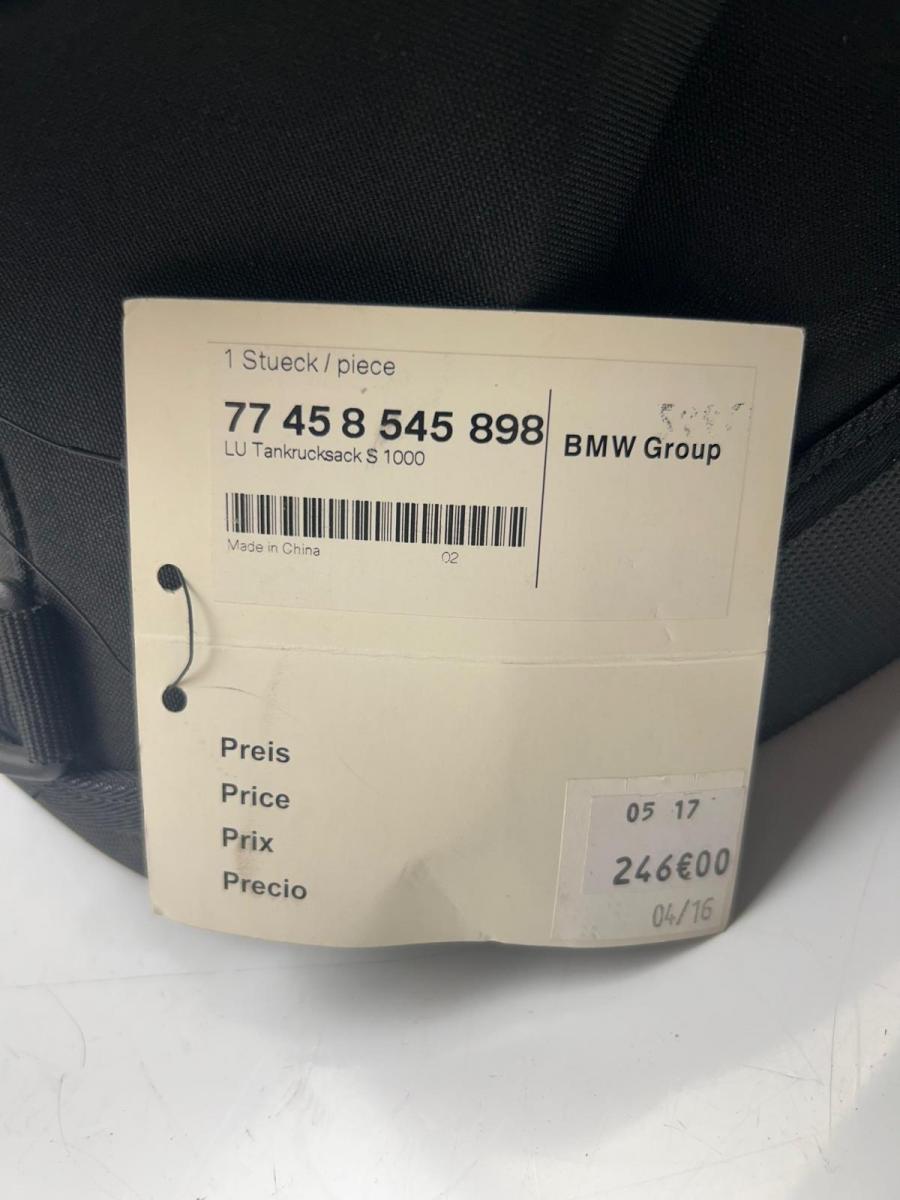 1 Stueck / piece
77 45 8 545 898
LU Tankrucksack S 1000
BMW Group
Made in China 02
Preis
Price
Prix
Precio
05 17
246€00
04/16